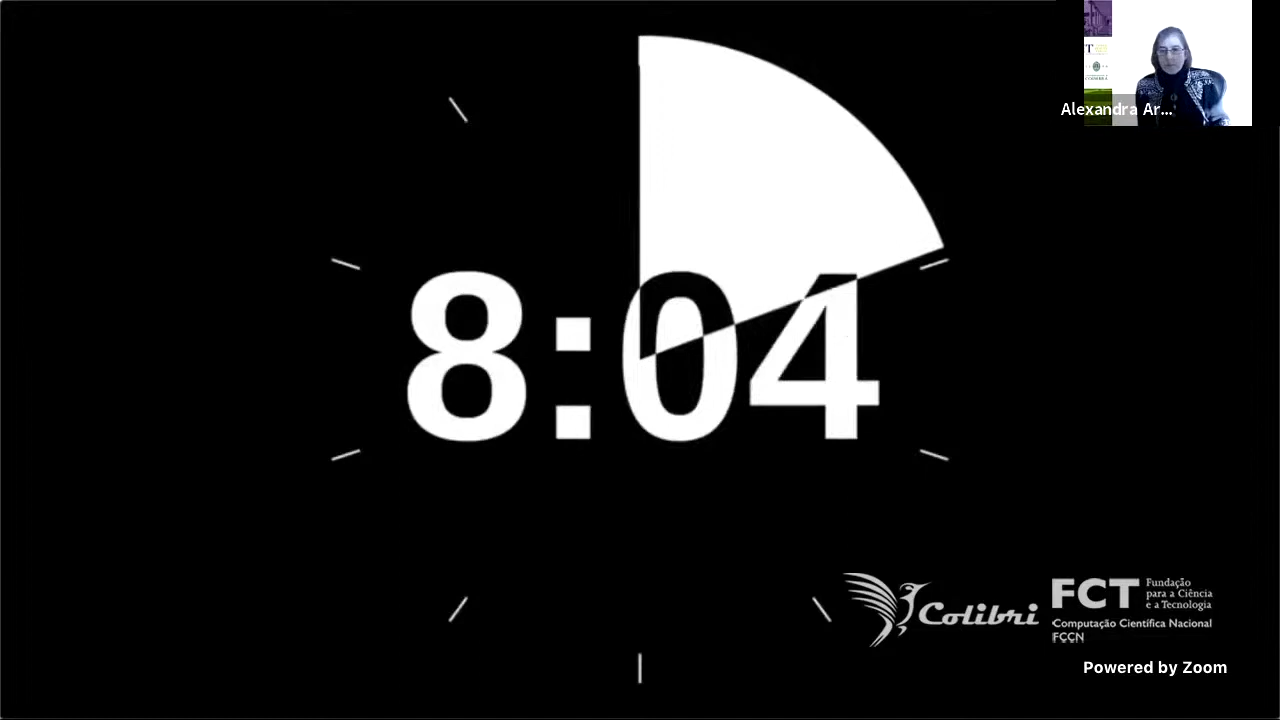 Alexandra Ar...
8:04
Colibri
FCT
Fundação
para a Ciência
e a Tecnologia
Computação Científica Nacional
FCCN
Powered by Zoom